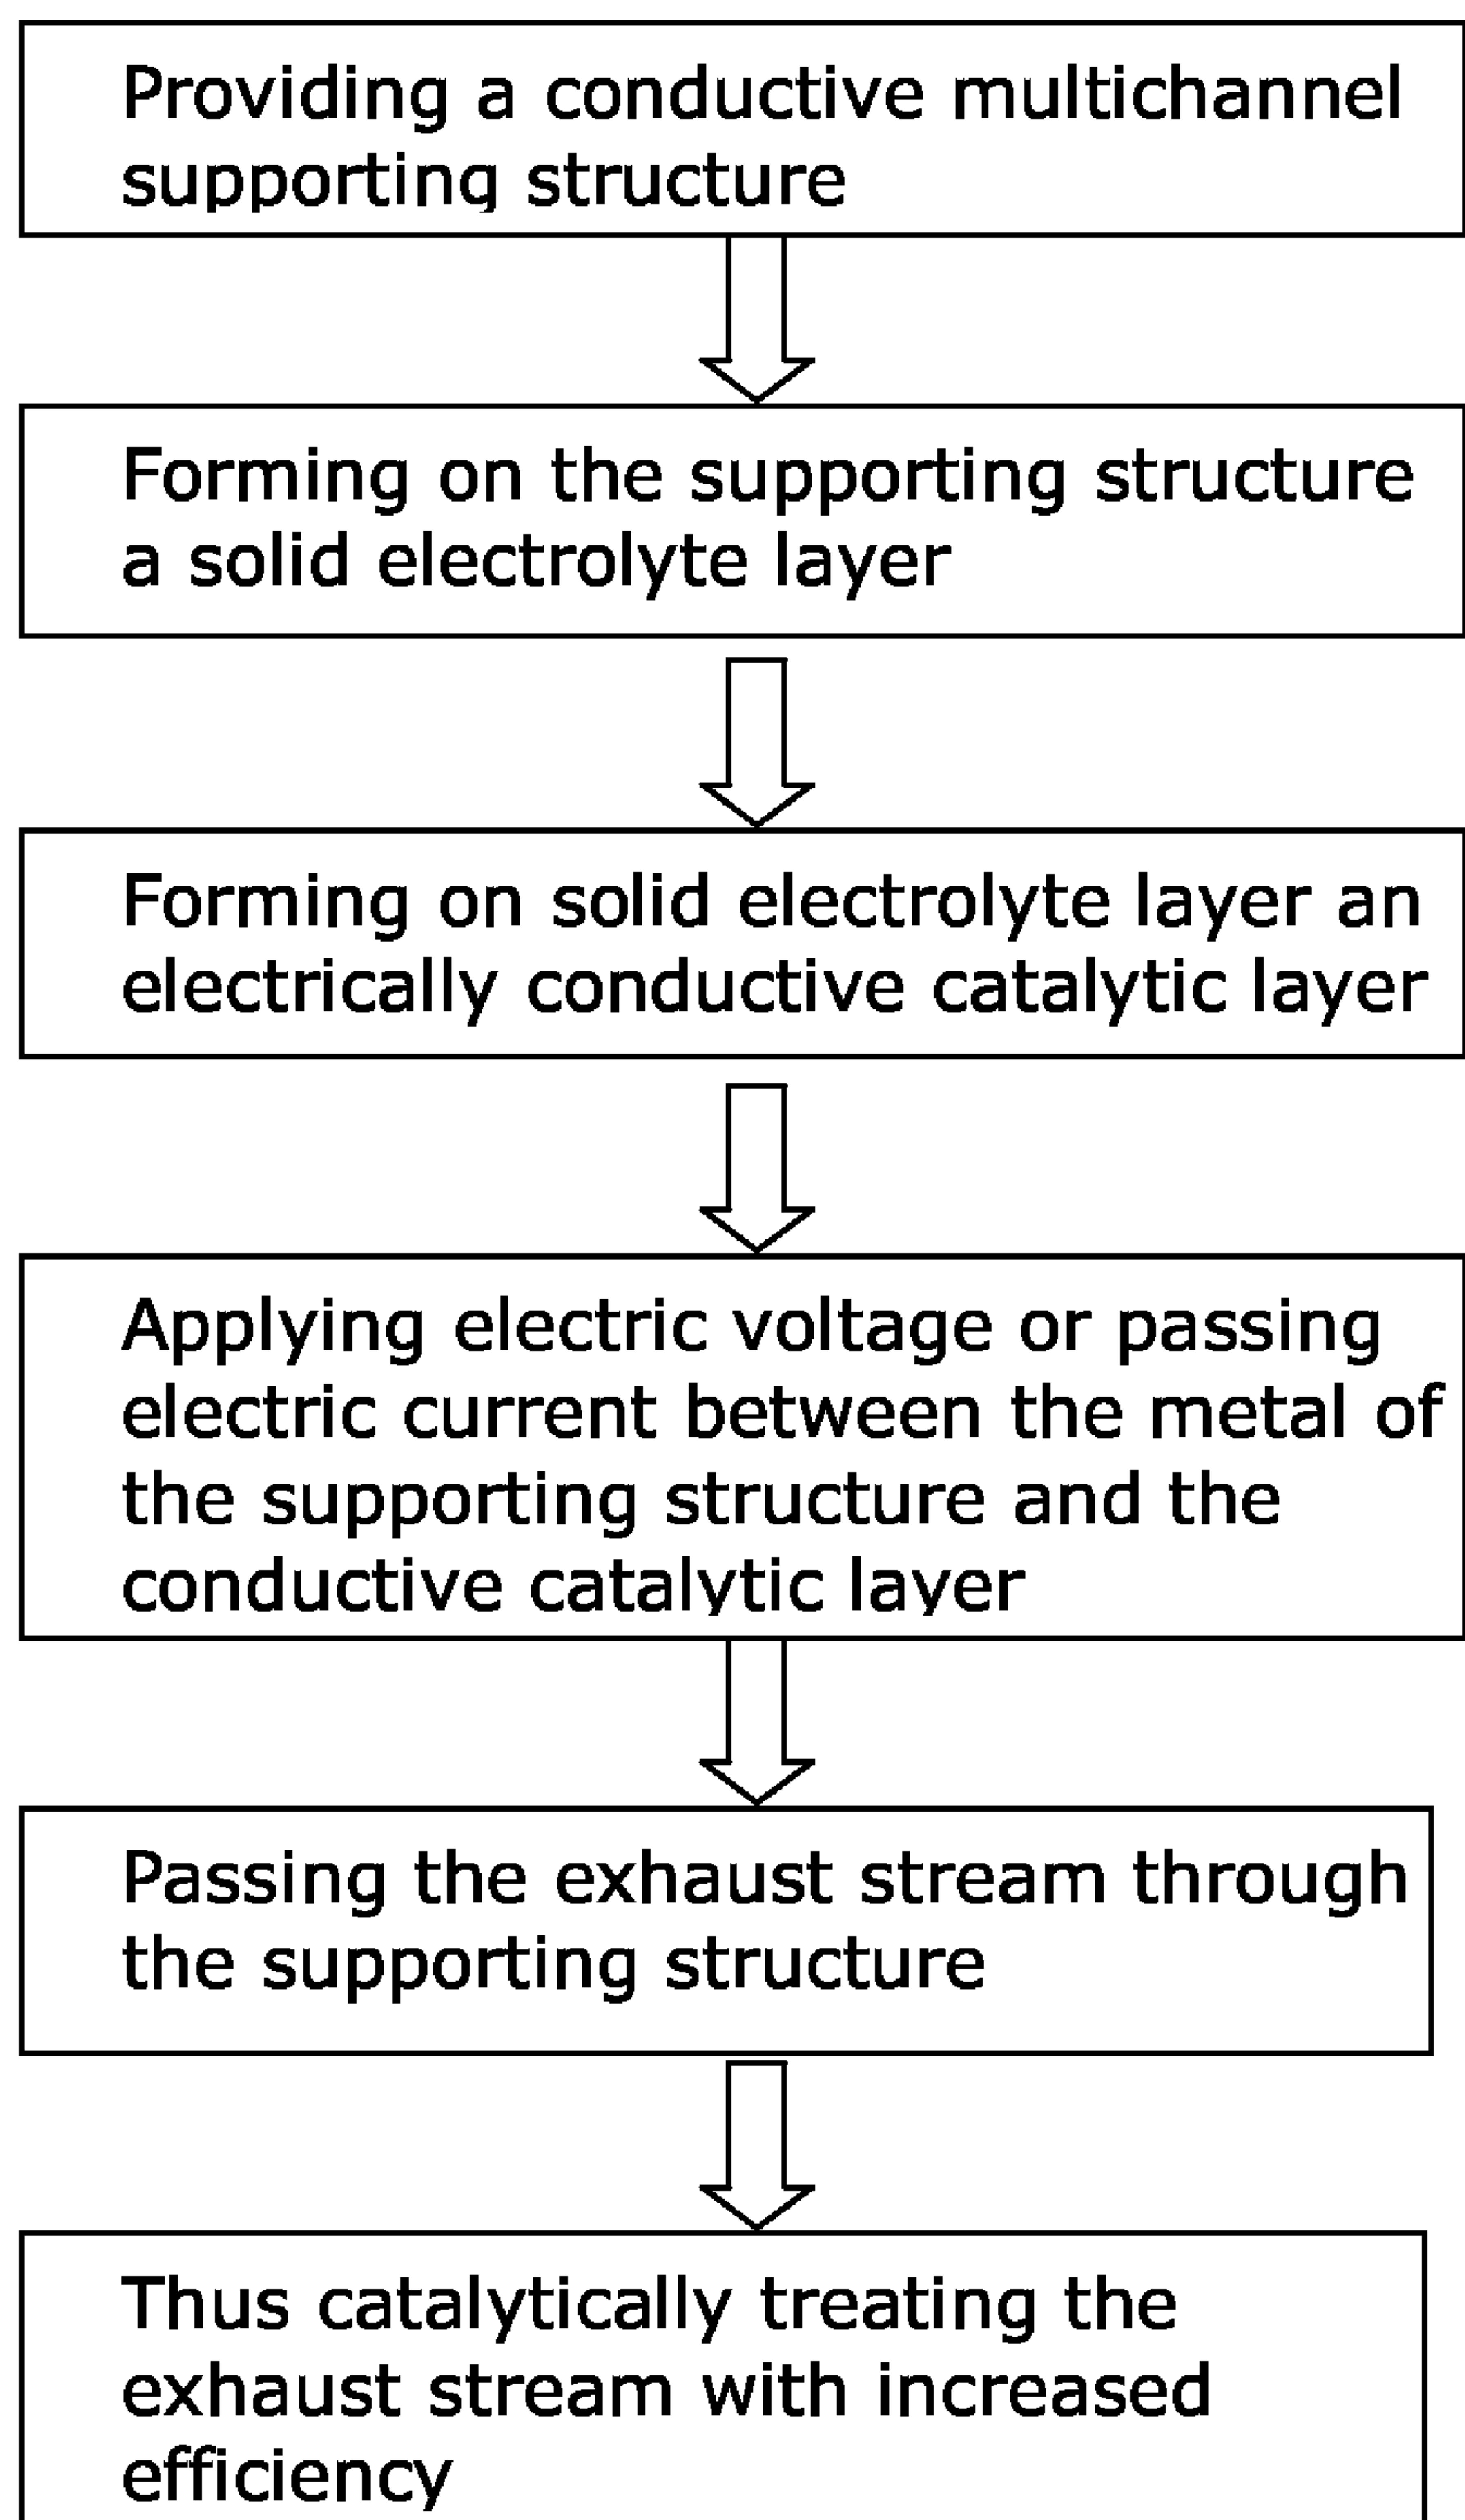 Providing a conductive multichannel
supporting structure
Forming on the supporting structure
a solid electrolyte layer
Forming on solid electrolyte layer an
electrically conductive catalytic layer
Applying electric voltage or passing
electric current between the metal of
the supporting structure and the
conductive catalytic layer
Passing the exhaust stream through
the supporting structure
Thus catalytically treating the
exhaust stream with increased
efficiency